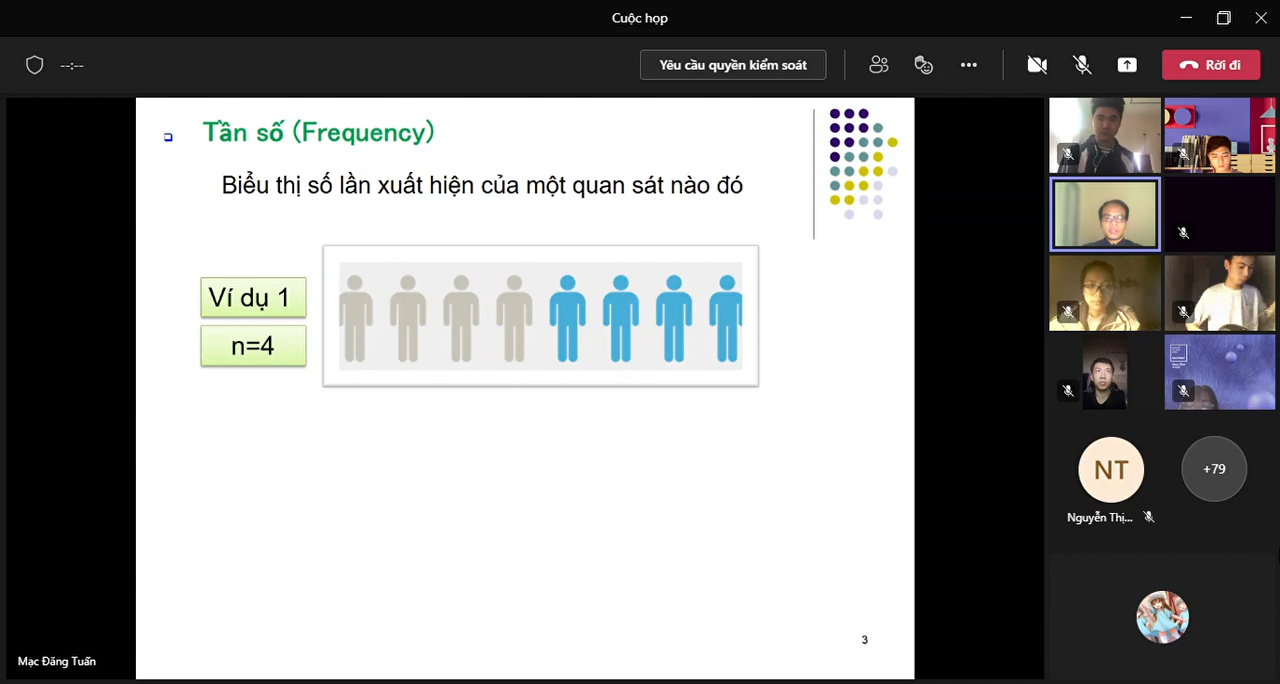 Cuộc họp
--:--
Yêu cầu quyền kiểm soát
Rời đi
Tần số (Frequency)
Biểu thị số lần xuất hiện của một quan sát nào đó
Ví dụ 1
n=4
3
Mạc Đăng Tuấn
NT
+79
Nguyễn Thị...